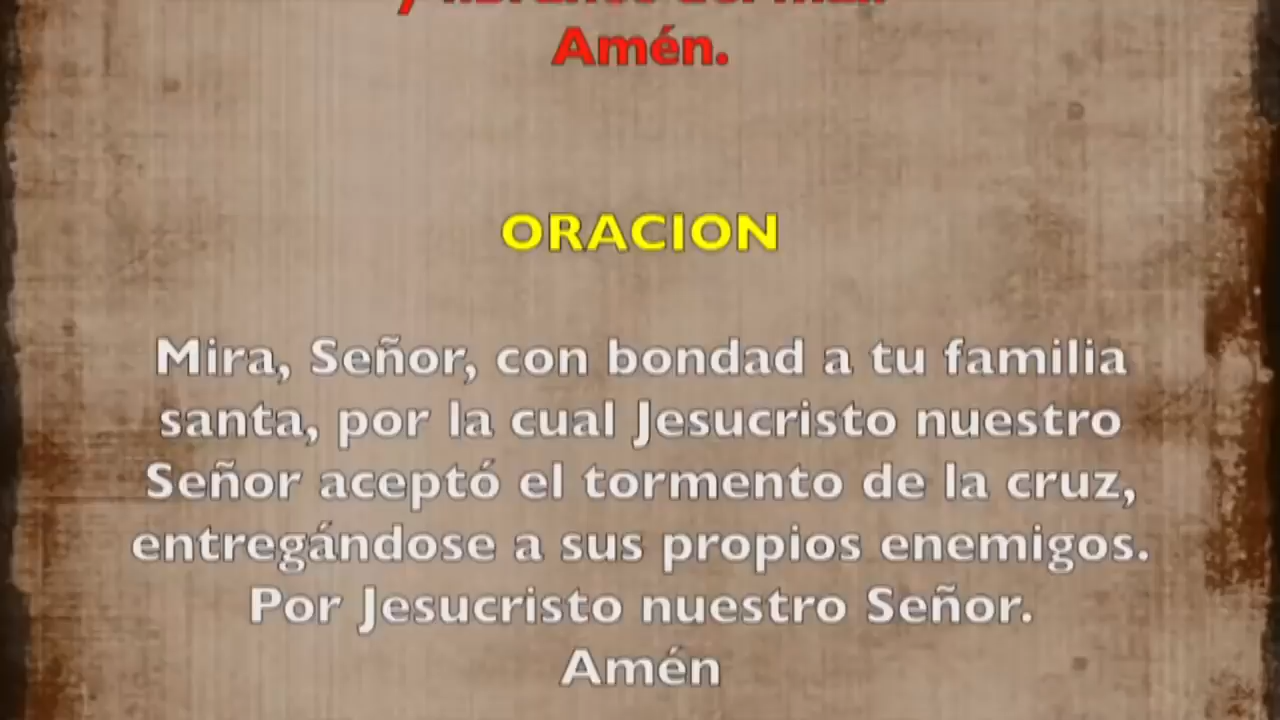 Amén.
ORACION
Mira, Señor, con bondad a tu familia
santa, por la cual Jesucristo nuestro
Señor aceptó el tormento de la cruz,
entregándose a sus propios enemigos.
Por Jesucristo nuestro Señor.
Amén